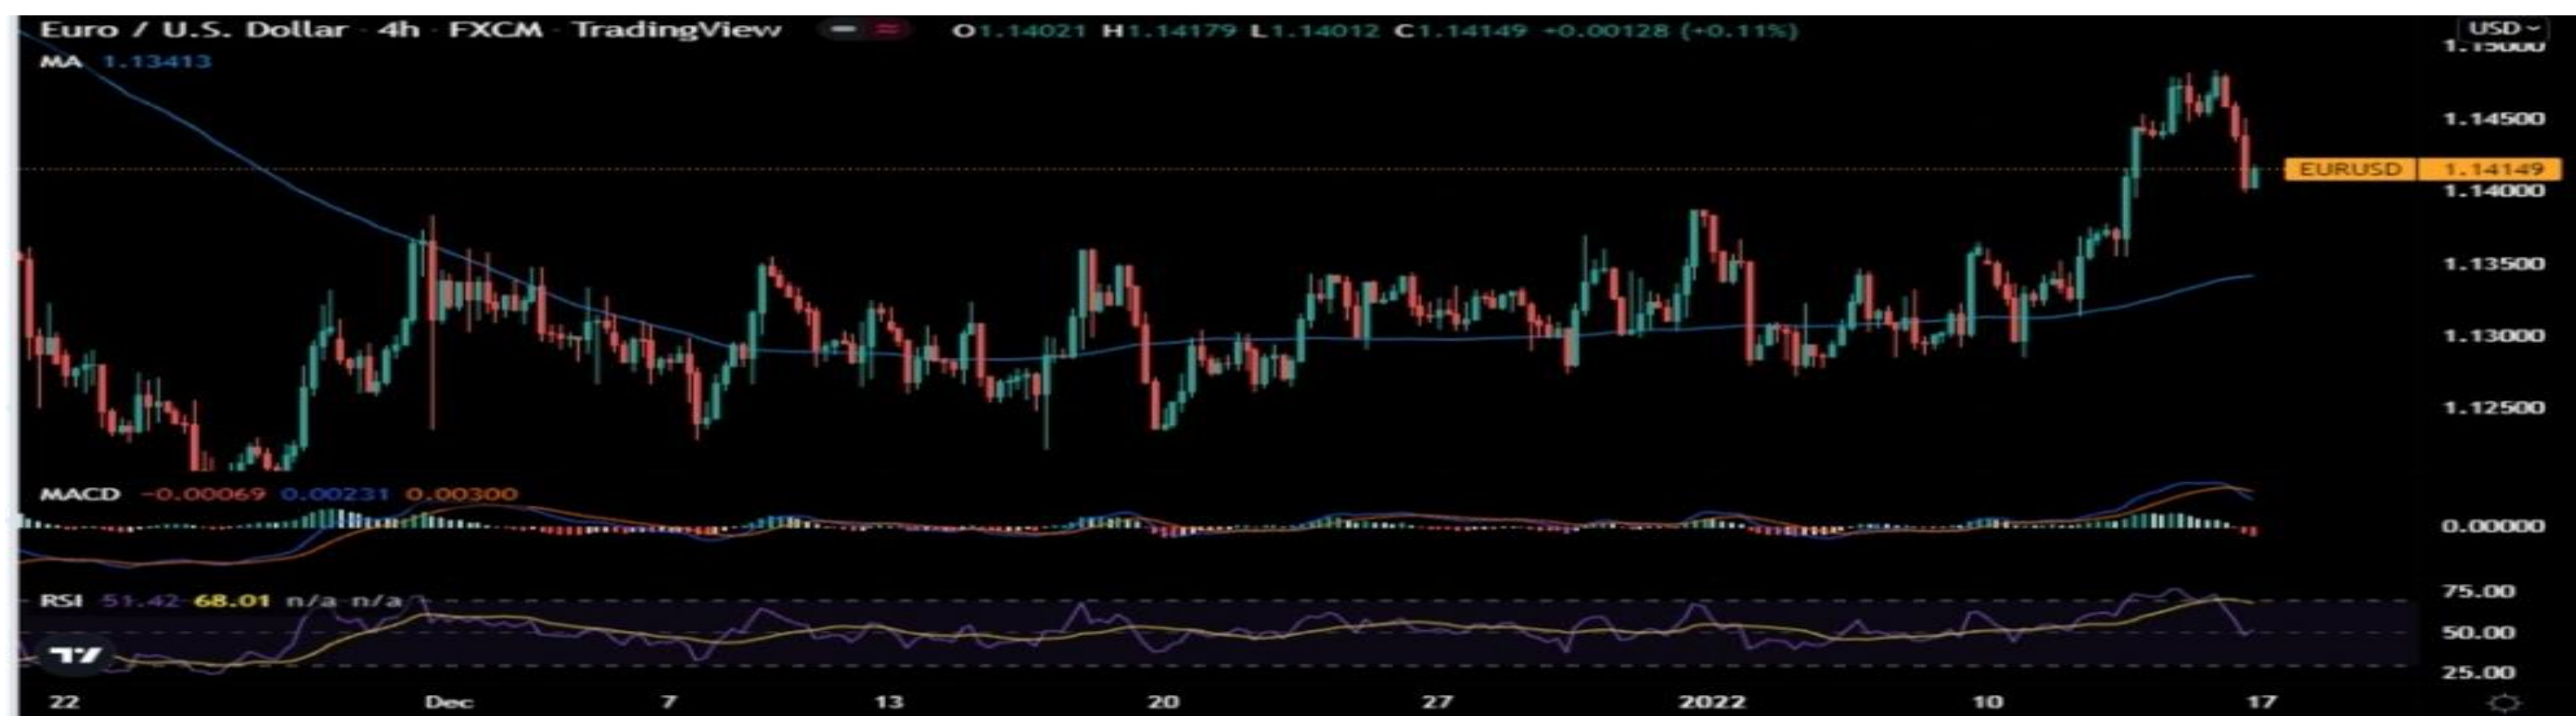 Euro / U.S. Dollar · 4h · FXCM · TradingView O1.14021 H1.14179 L1.14012 C1.14149 +0.00128 (+0.11%) USD
MA 1.13413
1.15000
1.14500
EURUSD 1.14149
1.14000
1.13500
1.13000
1.12500
MACD -0.00069 0.00231 0.00300
0.00000
75.00
RSI 51.42 68.01 n/a n/a
50.00
25.00
22 Dec 7 13 20 27 2022 10 17